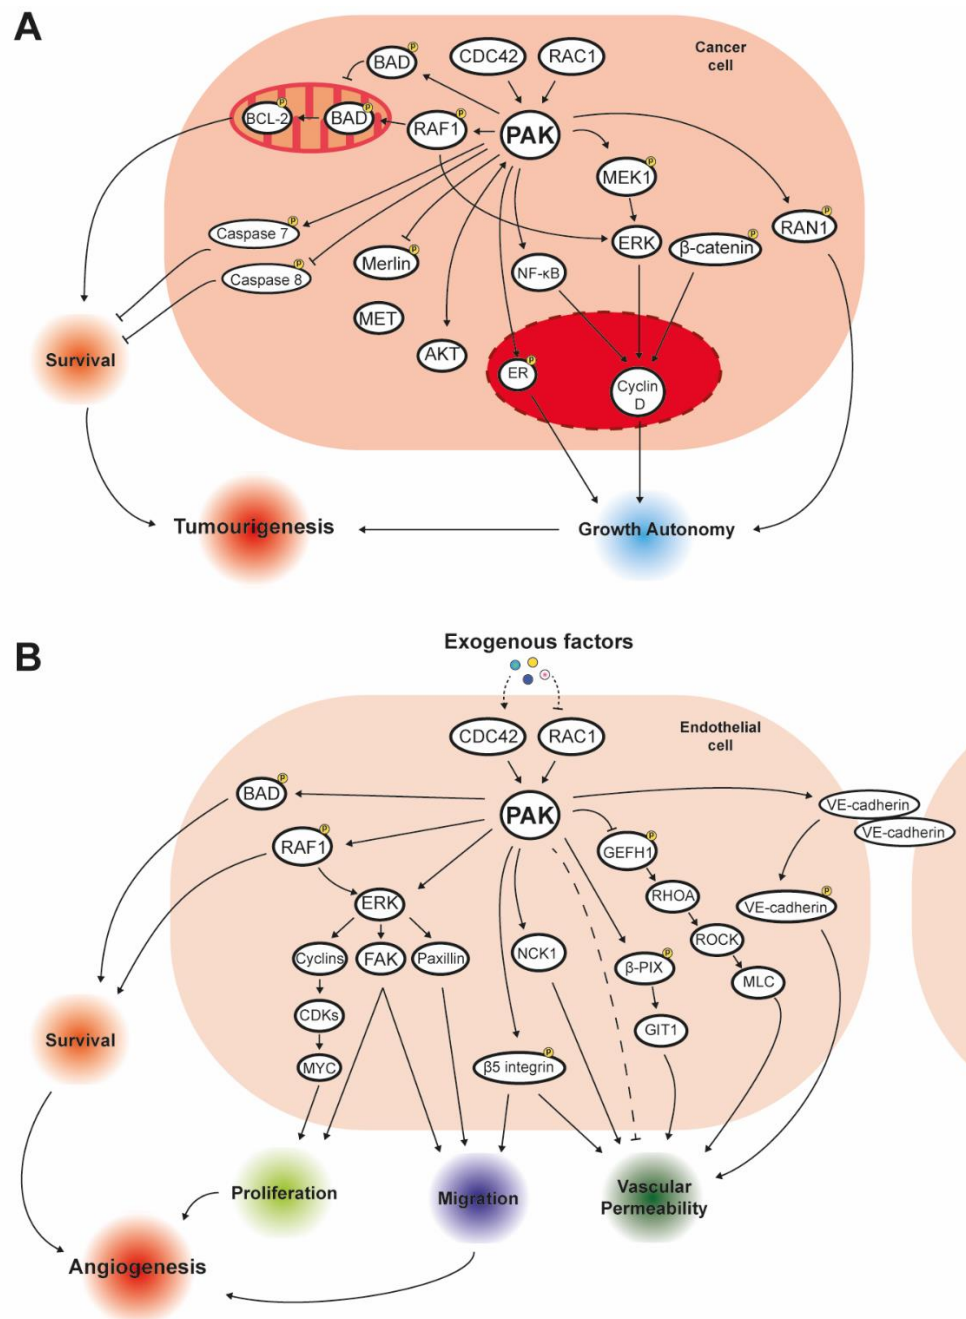 A
Cancer
cell
P
BAD
CDC42
RAC1
P
BCL-2
P
BAD
P
RAF1
PAK
P
MEK1
P
Caspase 7
P
Caspase 8
P
Merlin
NF-κB
ERK
P
β-catenin
P
RAN1
MET
AKT
P
ER
Cyclin
D
Survival
Tumourigenesis
Growth Autonomy
B
Exogenous factors
Endothelial
cell
CDC42
RAC1
P
BAD
PAK
VE-cadherin
VE-cadherin
P
RAF1
P
GEFH1
RHOA
P
VE-cadherin
ERK
ROCK
Cyclins
FAK
Paxillin
NCK1
P
β-PIX
MLC
CDKs
GIT1
MYC
P
β5 integrin
Survival
Proliferation
Migration
Vascular
Permeability
Angiogenesis